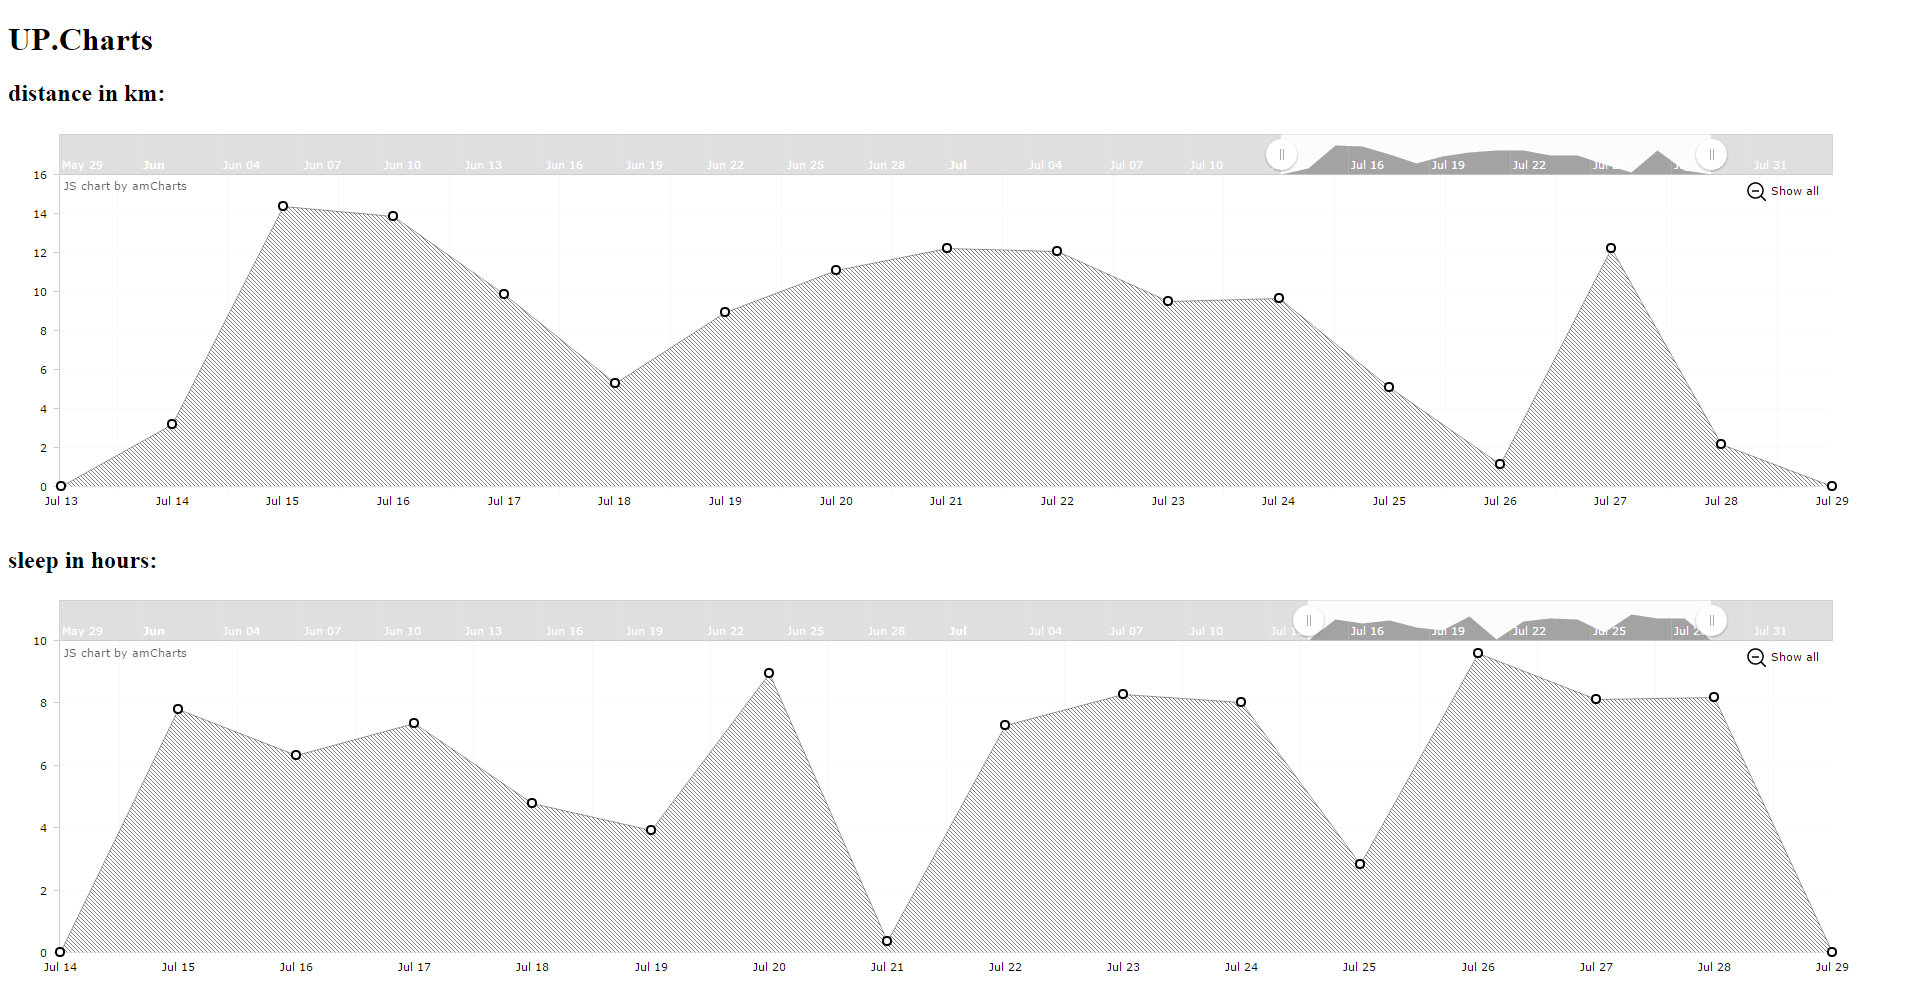 UP.Charts
distance in km:
May 29 Jun Jun 04 Jun 07 Jun 10 Jun 13 Jun 16 Jun 19 Jun 22 Jun 25 Jun 28 Jul Jul 04 Jul 07 Jul 10 Jul 16 Jul 19 Jul 22 Jul 31
JS chart by amCharts
Show all
16
14
12
10
8
6
4
2
0
Jul 13 Jul 14 Jul 15 Jul 16 Jul 17 Jul 18 Jul 19 Jul 20 Jul 21 Jul 22 Jul 23 Jul 24 Jul 25 Jul 26 Jul 27 Jul 28 Jul 29
sleep in hours:
May 29 Jun Jun 04 Jun 07 Jun 10 Jun 13 Jun 16 Jun 19 Jun 22 Jun 25 Jun 28 Jul Jul 04 Jul 07 Jul 10 Jul 16 Jul 19 Jul 22 Jul 25 Jul 31
JS chart by amCharts
Show all
10
8
6
4
2
0
Jul 14 Jul 15 Jul 16 Jul 17 Jul 18 Jul 19 Jul 20 Jul 21 Jul 22 Jul 23 Jul 24 Jul 25 Jul 26 Jul 27 Jul 28 Jul 29